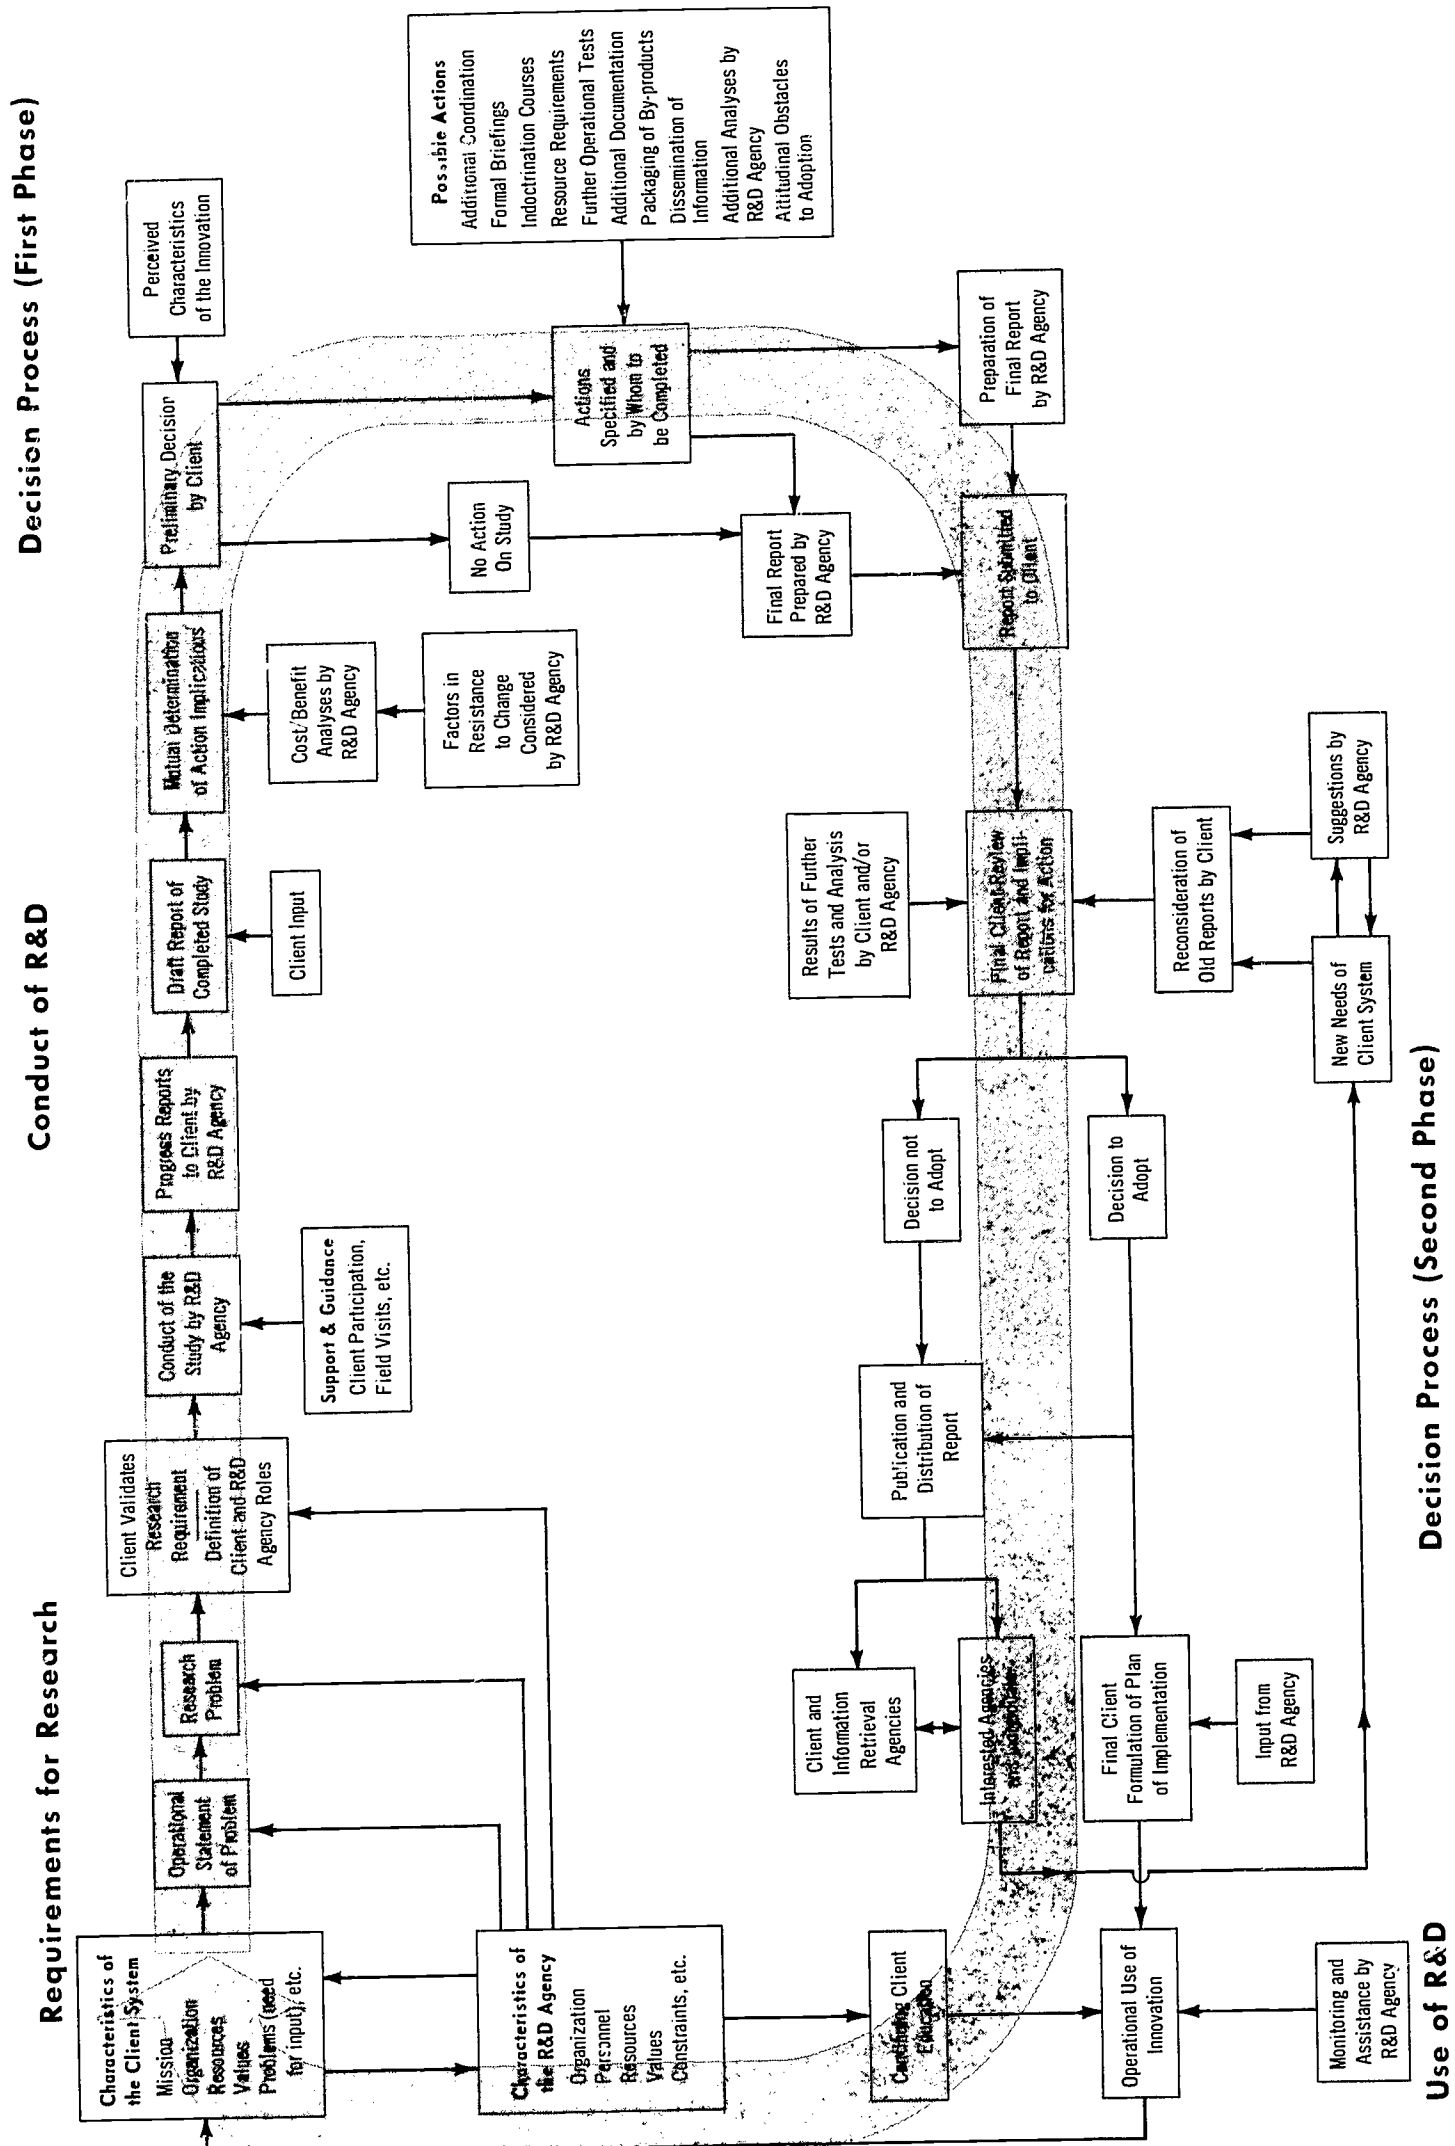 Requirements for Research
Conduct of R&D
Decision Process (First Phase)
Characteristics of
the Client System
Mission
Organization
Resources
Values
Problems (need
for input), etc.
Operational
Statement
of Problem
Research
Problem
Client Validates
Research
Requirement
Definition of
Client and R&D
Agency Roles
Conduct of the
Study by R&D
Agency
Progress Reports
to Client by
R&D Agency
Draft Report of
Completed Study
Mutual Determination
of Action Implications
Preliminary Decision
by Client
Perceived
Characteristics
of the Innovation
Support & Guidance
Client Participation,
Field Visits, etc.
Client Input
Cost/Benefit
Analyses by
R&D Agency
Factors in
Resistance
to Change
Considered
by R&D Agency
No Action
On Study
Possible Actions
Additional Coordination
Formal Briefings
Indoctrination Courses
Resource Requirements
Further Operational Tests
Additional Documentation
Packaging of By-products
Dissemination of
Information
Additional Analyses by
R&D Agency
Attitudinal Obstacles
to Adoption
Characteristics of
the R&D Agency
Organization
Personnel
Resources
Values
Constraints, etc.
Actions
Specified and
by Whom to
be Completed
Final Report
Prepared by
R&D Agency
Preparation of
Final Report
by R&D Agency
Report Submitted
to Client
Results of Further
Tests and Analysis
by Client and/or
R&D Agency
Final Client Review
of Report and Impli-
cations for Action
Reconsideration of
Old Reports by Client
Suggestions by
R&D Agency
New Needs of
Client System
Decision not
to Adopt
Decision to
Adopt
Publication and
Distribution of
Report
Client and
Information
Retrieval
Agencies
Interested Agencies
and
Final Client
Formulation of Plan
of Implementation
Input from
R&D Agency
Continuing Client
Education
Operational Use of
Innovation
Monitoring and
Assistance by
R&D Agency
Use of R&D
Decision Process (Second Phase)